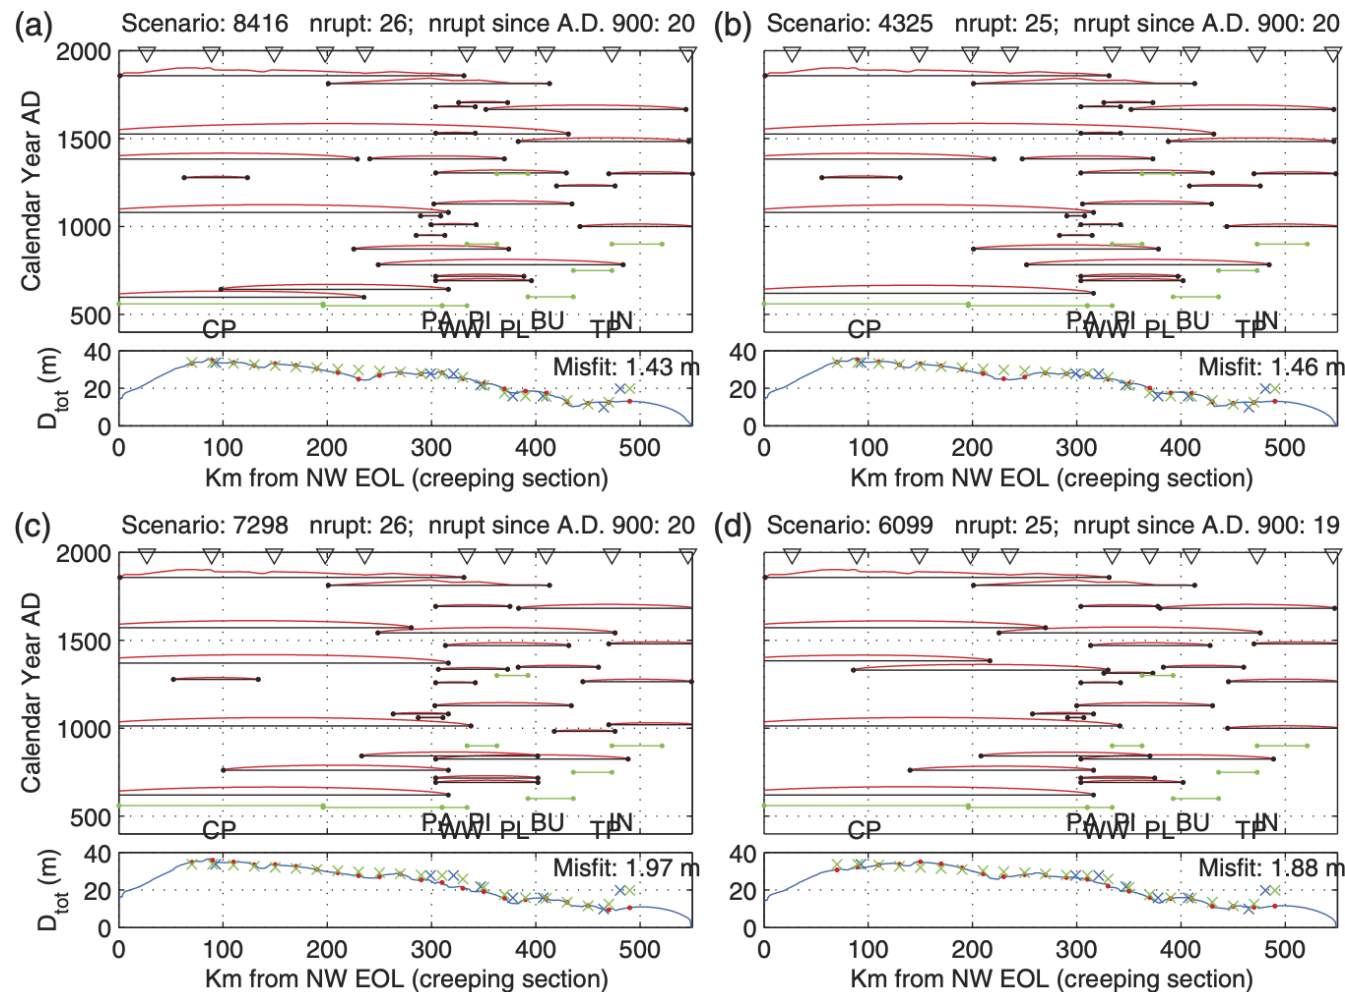 (a) Scenario: 8416 nrupt: 26; nrupt since A.D. 900: 20
2000
1500
1000
500
Calendar Year AD
CP PA WW PI PL BU TP IN
40
20
0
D_tot (m)
Misfit: 1.43 m
0 100 200 300 400 500
Km from NW EOL (creeping section)
(b) Scenario: 4325 nrupt: 25; nrupt since A.D. 900: 20
CP PA WW PI PL BU TP IN
Misfit: 1.46 m
0 100 200 300 400 500
Km from NW EOL (creeping section)
(c) Scenario: 7298 nrupt: 26; nrupt since A.D. 900: 20
2000
1500
1000
500
Calendar Year AD
CP PA WW PI PL BU TP IN
40
20
0
D_tot (m)
Misfit: 1.97 m
0 100 200 300 400 500
Km from NW EOL (creeping section)
(d) Scenario: 6099 nrupt: 25; nrupt since A.D. 900: 19
CP PA WW PI PL BU TP IN
Misfit: 1.88 m
0 100 200 300 400 500
Km from NW EOL (creeping section)